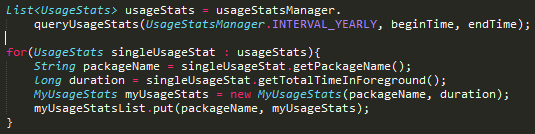 List<UsageStats> usageStats = usageStatsManager.
queryUsageStats(UsageStatsManager.INTERVAL_YEARLY, beginTime, endTime);
for(UsageStats singleUsageStat : usageStats){
String packageName = singleUsageStat.getPackageName();
long duration = singleUsageStat.getTotalTimeInForeground();
MyUsageStats myUsageStats = new MyUsageStats(packageName, duration);
myUsageStatsList.put(packageName, myUsageStats);
}